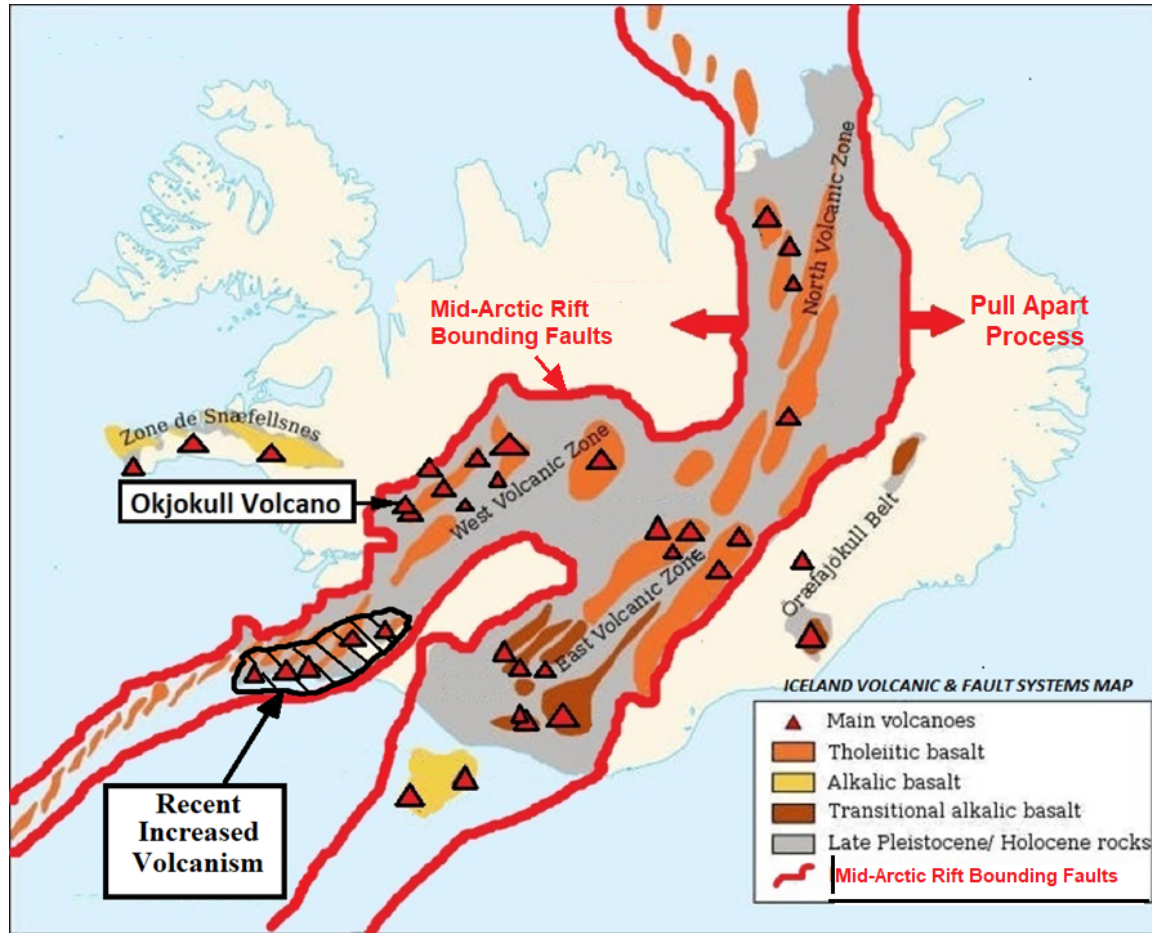 North Volcanic Zone
Mid-Arctic Rift
Bounding Faults
Pull Apart
Process
Zone de Snæfellsnes
Okjokull Volcano
West Volcanic Zone
Öræfajökull Belt
East Volcanic Zone
Recent
Increased
Volcanism
ICELAND VOLCANIC & FAULT SYSTEMS MAP
Main volcanoes
Tholeiitic basalt
Alkalic basalt
Transitional alkalic basalt
Late Pleistocene/ Holocene rocks
Mid-Arctic Rift Bounding Faults